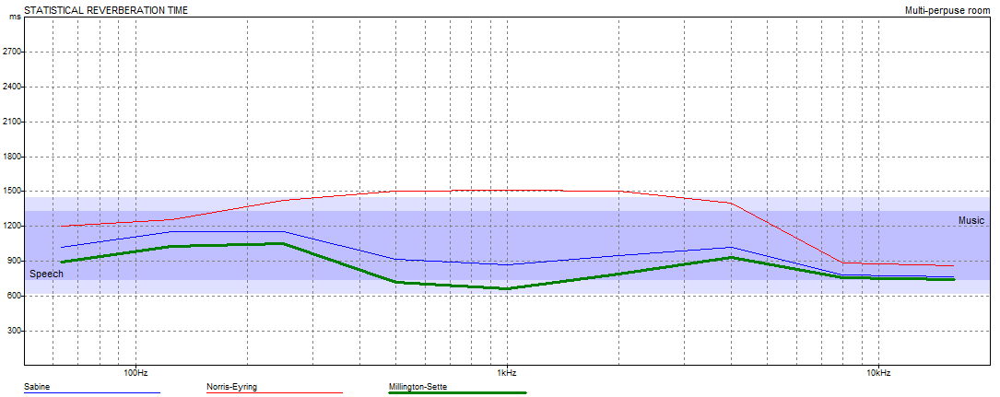 STATISTICAL REVERBERATION TIME Multi-perpuse room
ms
2700
2400
2100
1800
1500
1200
Music
900
Speech
600
300
100Hz 1kHz 10kHz
Sabine Norris-Eyring Millington-Sette